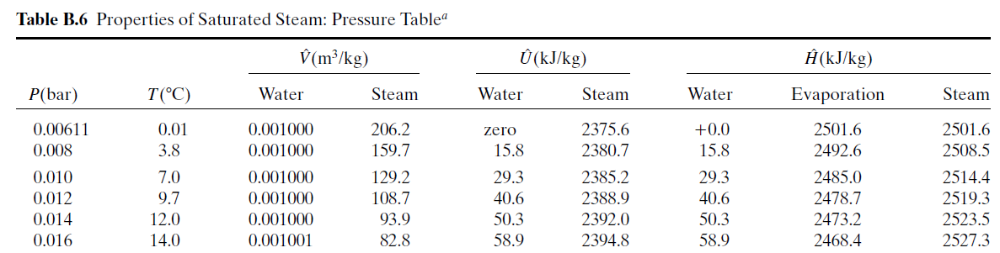 Table B.6 Properties of Saturated Steam: Pressure Tableᵃ
V̂(m³/kg) Û(kJ/kg) Ĥ(kJ/kg)
P(bar) T(°C) Water Steam Water Steam Water Evaporation Steam
0.00611 0.01 0.001000 206.2 zero 2375.6 +0.0 2501.6 2501.6
0.008 3.8 0.001000 159.7 15.8 2380.7 15.8 2492.6 2508.5
0.010 7.0 0.001000 129.2 29.3 2385.2 29.3 2485.0 2514.4
0.012 9.7 0.001000 108.7 40.6 2388.9 40.6 2478.7 2519.3
0.014 12.0 0.001000 93.9 50.3 2392.0 50.3 2473.2 2523.5
0.016 14.0 0.001001 82.8 58.9 2394.8 58.9 2468.4 2527.3